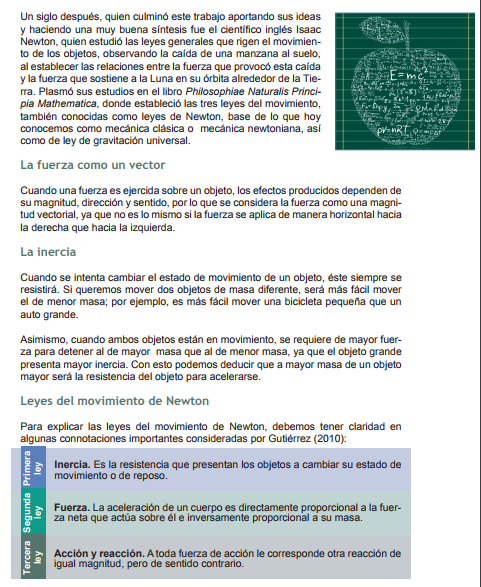 Un siglo después, quien culminó este trabajo aportando sus ideas
y haciendo una muy buena síntesis fue el científico inglés Isaac
Newton, quien estudió las leyes generales que rigen el movimien-
to de los objetos, observando la caída de una manzana al suelo,
al establecer las relaciones entre la fuerza que provocó esta caída
y la fuerza que sostiene a la Luna en su órbita alrededor de la Tie-
rra. Plasmó sus estudios en el libro Philosophiae Naturalis Princi-
pia Mathematica, donde estableció las tres leyes del movimiento,
también conocidas como leyes de Newton, base de lo que hoy
conocemos como mecánica clásica o mecánica newtoniana, así
como de ley de gravitación universal.
E=mc²
pV=nRT
La fuerza como un vector
Cuando una fuerza es ejercida sobre un objeto, los efectos producidos dependen de
su magnitud, dirección y sentido, por lo que se considera la fuerza como una magni-
tud vectorial, ya que no es lo mismo si la fuerza se aplica de manera horizontal hacia
la derecha que hacia la izquierda.
La inercia
Cuando se intenta cambiar el estado de movimiento de un objeto, éste siempre se
resistirá. Si queremos mover dos objetos de masa diferente, será más fácil mover
el de menor masa; por ejemplo, es más fácil mover una bicicleta pequeña que un
auto grande.
Asimismo, cuando ambos objetos están en movimiento, se requiere de mayor fuer-
za para detener al de mayor masa que al de menor masa, ya que el objeto grande
presenta mayor inercia. Con esto podemos deducir que a mayor masa de un objeto
mayor será la resistencia del objeto para acelerarse.
Leyes del movimiento de Newton
Para explicar las leyes del movimiento de Newton, debemos tener claridad en
algunas connotaciones importantes consideradas por Gutiérrez (2010):
Primera
ley
Inercia. Es la resistencia que presentan los objetos a cambiar su estado de
movimiento o de reposo.
Segunda
ley
Fuerza. La aceleración de un cuerpo es directamente proporcional a la fuer-
za neta que actúa sobre él e inversamente proporcional a su masa.
Tercera
ley
Acción y reacción. A toda fuerza de acción le corresponde otra reacción de
igual magnitud, pero de sentido contrario.